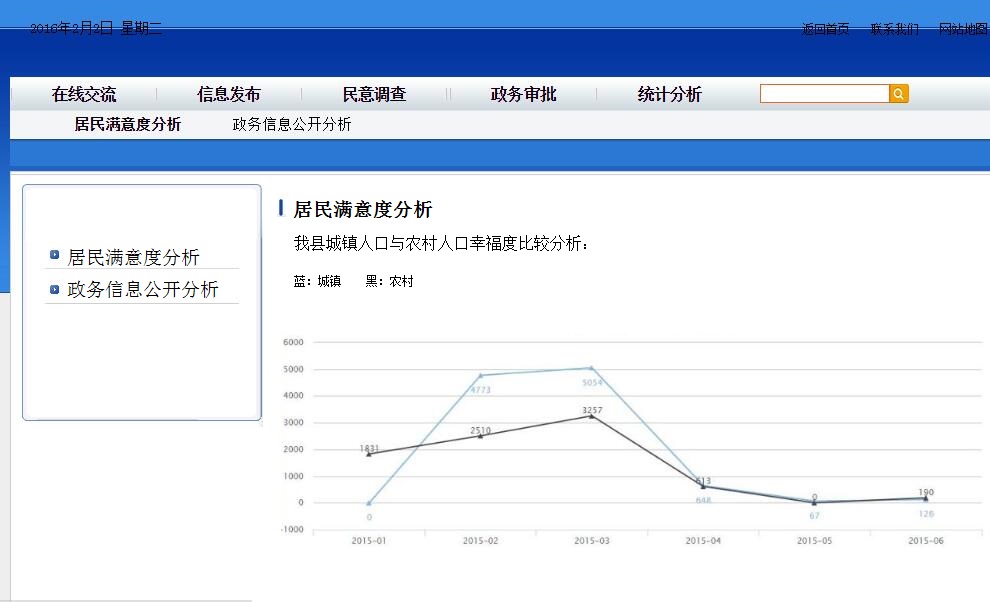 2016年2月2日 星期二 返回首页 联系我们 网站地图
在线交流 信息发布 民意调查 政务审批 统计分析
居民满意度分析 政务信息公开分析
居民满意度分析
政务信息公开分析
居民满意度分析
我县城镇人口与农村人口幸福度比较分析：
蓝：城镇 黑：农村
6000
5000
4000
3000
2000
1000
0
-1000
4773
5054
1831
2510
3257
613
0
190
0
648
67
126
2015-01 2015-02 2015-03 2015-04 2015-05 2015-06